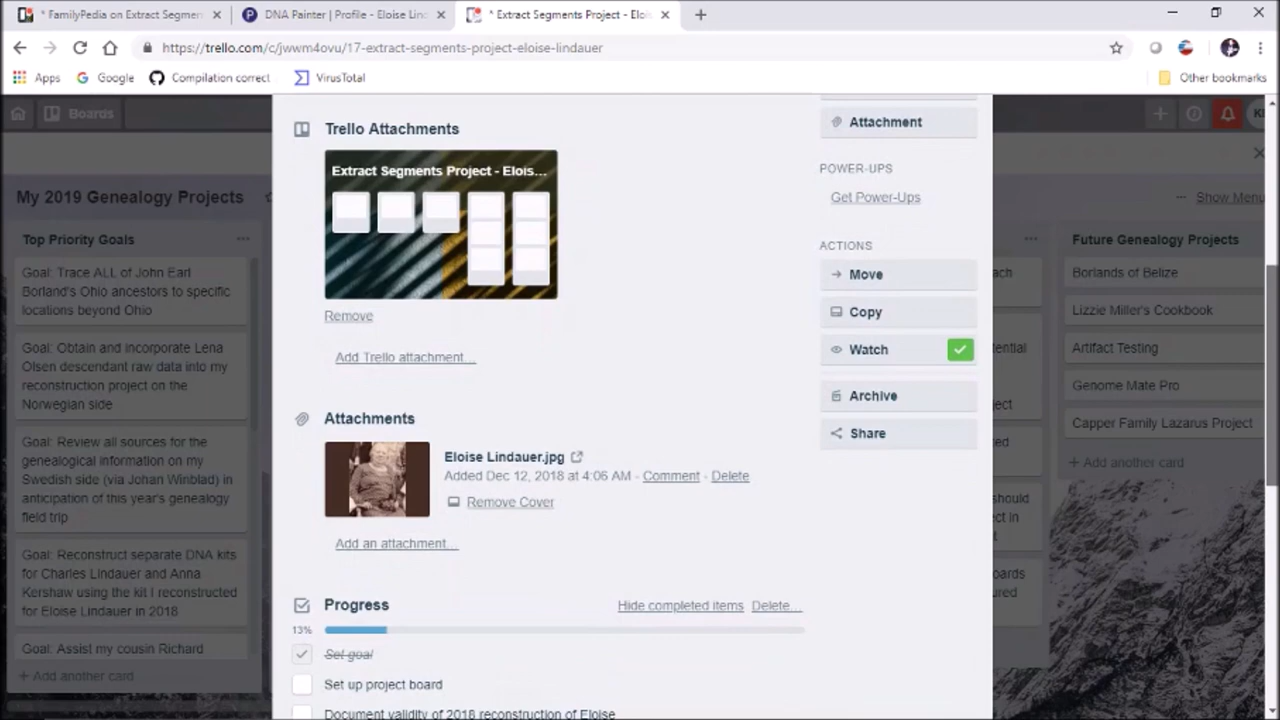 * FamilyPedia on Extract Segmen
DNA Painter | Profile - Eloise Lin
* Extract Segments Project - Eloi
https://trello.com/c/jwwm4ovu/17-extract-segments-project-eloise-lindauer
Apps
Google
Compilation correct
VirusTotal
Other bookmarks
Boards
My 2019 Genealogy Projects
Show Menu
Top Priority Goals
Goal: Trace ALL of John Earl
Borland's Ohio ancestors to specific
locations beyond Ohio
Goal: Obtain and incorporate Lena
Olsen descendant raw data into my
reconstruction project on the
Norwegian side
Goal: Review all sources for the
genealogical information on my
Swedish side (via Johan Winblad) in
anticipation of this year's genealogy
field trip
Goal: Reconstruct separate DNA kits
for Charles Lindauer and Anna
Kershaw using the kit I reconstructed
for Eloise Lindauer in 2018
Goal: Assist my cousin Richard
+ Add another card
Trello Attachments
Extract Segments Project - Elois...
Remove
Add Trello attachment...
Attachments
Eloise Lindauer.jpg
Added Dec 12, 2018 at 4:06 AM - Comment - Delete
Remove Cover
Add an attachment...
Progress
Hide completed items
Delete...
13%
Set goal
Set up project board
Document validity of 2018 reconstruction of Eloise
Attachment
POWER-UPS
Get Power-Ups
ACTIONS
Move
Copy
Watch
Archive
Share
Future Genealogy Projects
Borlands of Belize
Lizzie Miller's Cookbook
Artifact Testing
Genome Mate Pro
Capper Family Lazarus Project
+ Add another card